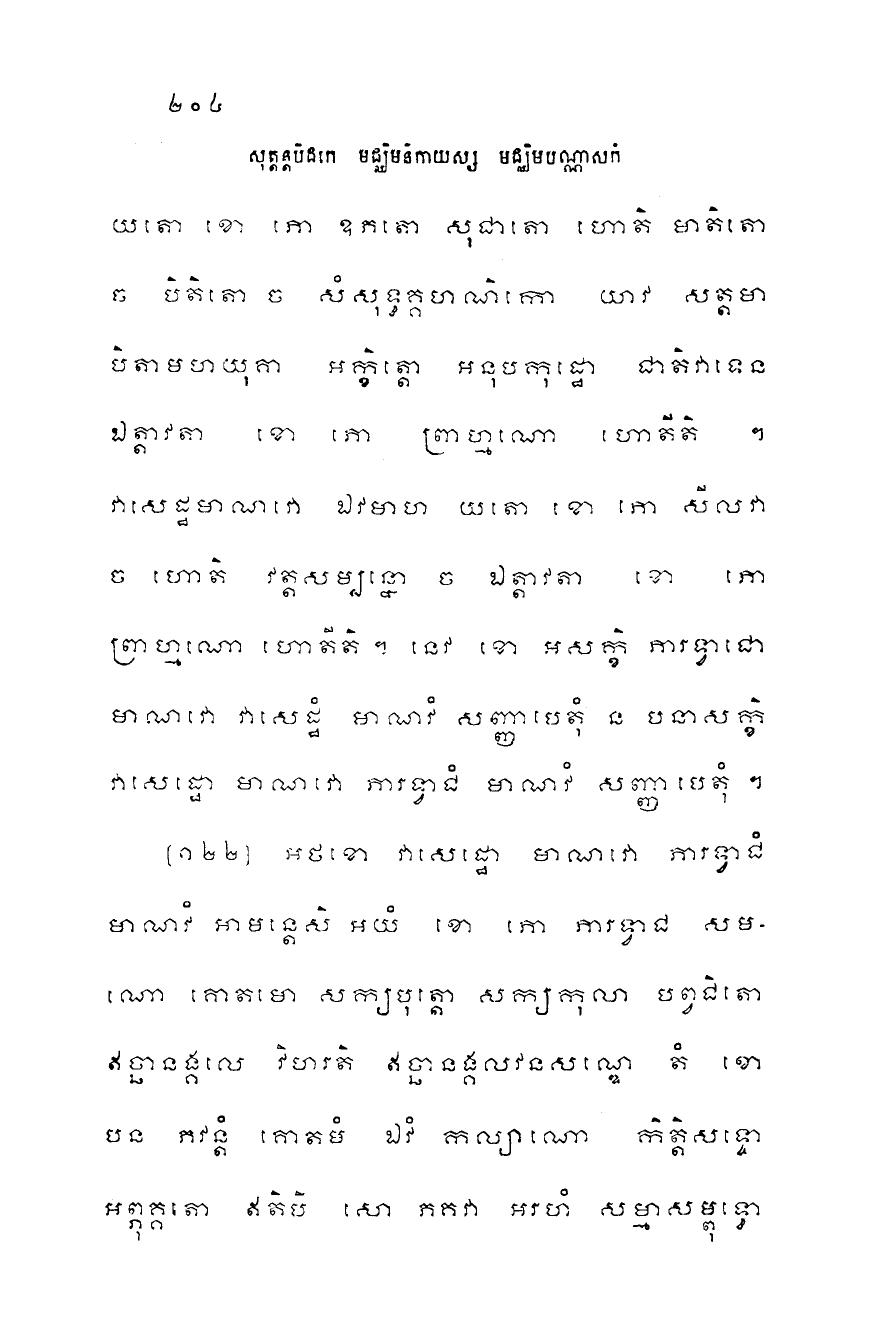 ២០៤
សុត្តន្តបិដកេ មជ្ឈិមនិកាយស្ស មជ្ឈិមបណ្ណាសកំ
យតោ ខោ ភោ ឧភតោ សុជាតោ ហោតិ មាតិតោ
ច បិតិតោ ច សំសុទ្ធគ្គហណិកោ យាវ សត្តមា
បិតាមហយុគា អក្ខិត្តោ អនុបក្កុដ្ឋោ ជាតិវាទេន
ឯត្តាវតា ខោ ភោ ព្រាហ្មណោ ហោតីតិ ៗ
វាសេដ្ឋមាណវោ ឯវមាហ យតោ ខោ ភោ សីលវា
ច ហោតិ វត្តសម្បន្នោ ច ឯត្តាវតា ខោ ភោ
ព្រាហ្មណោ ហោតីតិ ៗ នេវ ខោ អសក្ខិ ភារទ្វាជោ
មាណវោ វាសេដ្ឋំ មាណវំ សញ្ញាបេតុំ ន បនាសក្ខិ
វាសេដ្ឋោ មាណវោ ភារទ្វាជំ មាណវំ សញ្ញាបេតុំ ៗ
(១២២) អថខោ វាសេដ្ឋោ មាណវោ ភារទ្វាជំ
មាណវំ អាមន្តេសិ អយំ ខោ ភោ ភារទ្វាជ សម-
ណោ គោតមោ សក្យបុត្តោ សក្យកុលា បព្វជិតោ
ឥច្ឆានង្គលេ វិហរតិ ឥច្ឆានង្គលវនសណ្ឌេ តំ ខោ
បន ភវន្តំ គោតមំ ឯវំ កល្យាណោ កិត្តិសទ្ទោ
អព្ភុគ្គតោ ឥតិបិ សោ ភគវា អរហំ សម្មាសម្ពុទ្ធោ